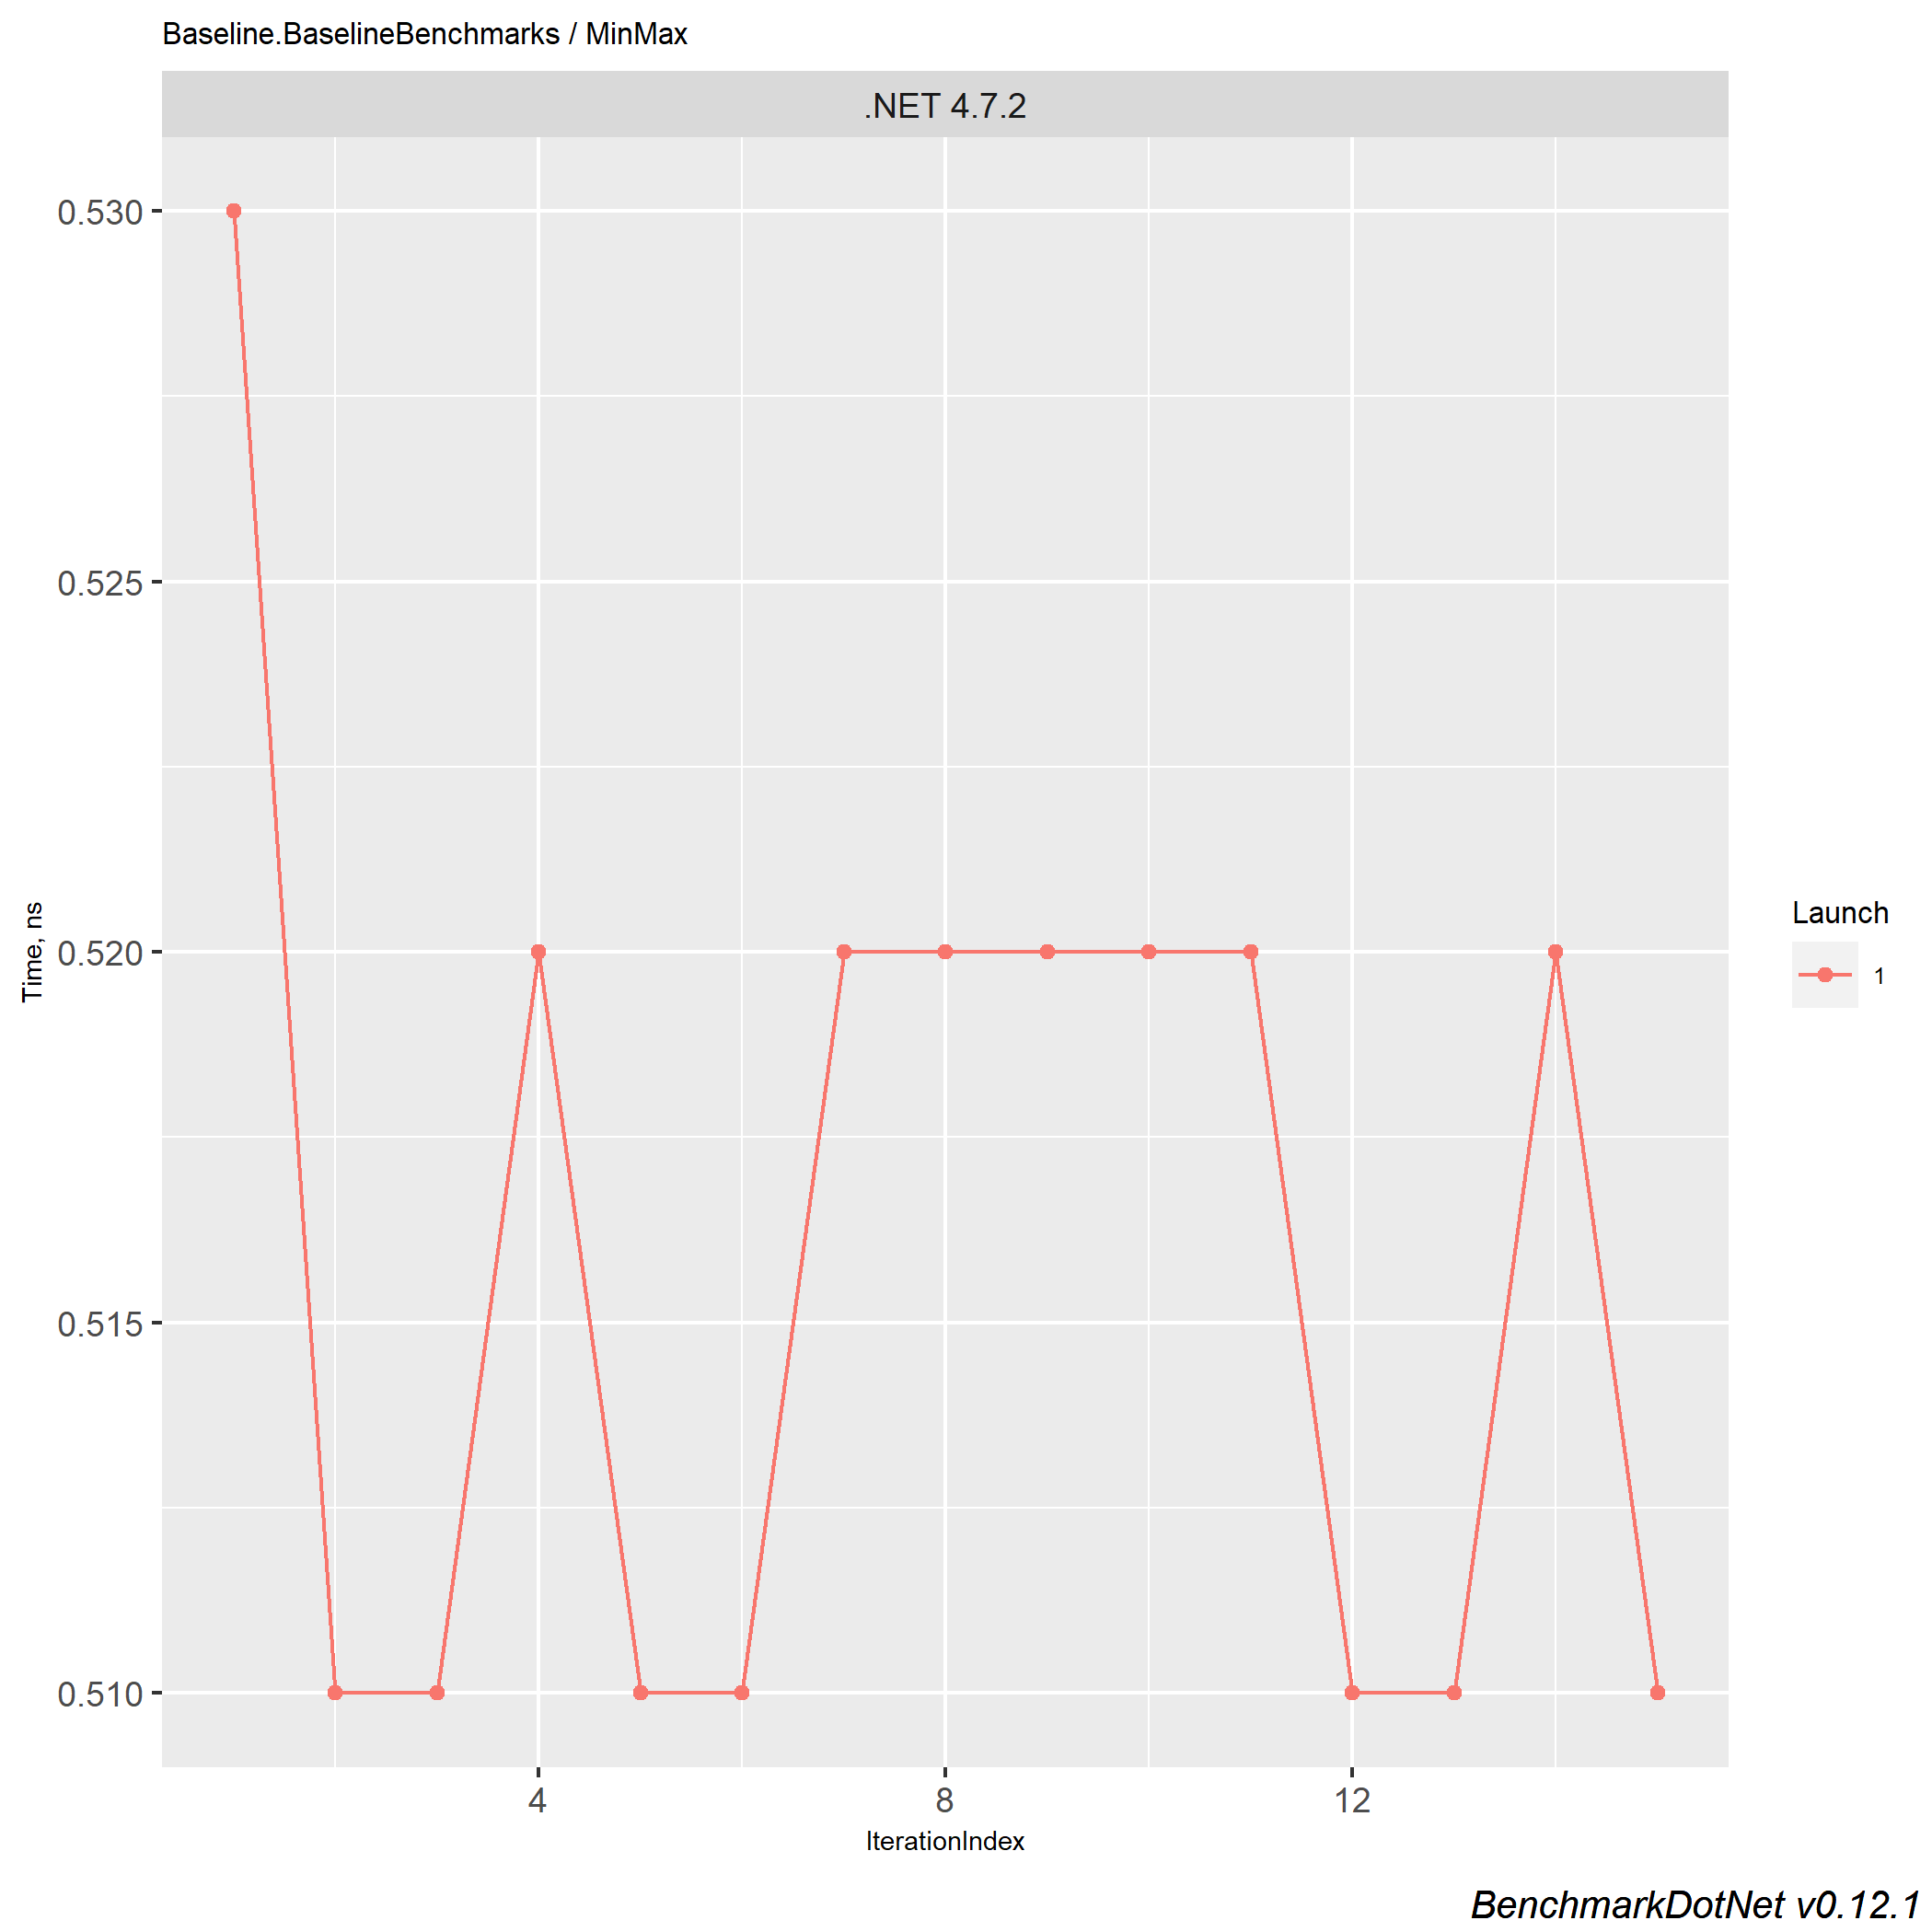 Baseline.BaselineBenchmarks / MinMax
.NET 4.7.2
0.530
0.525
0.520
0.515
0.510
Time, ns
4 8 12
IterationIndex
Launch
1
BenchmarkDotNet v0.12.1